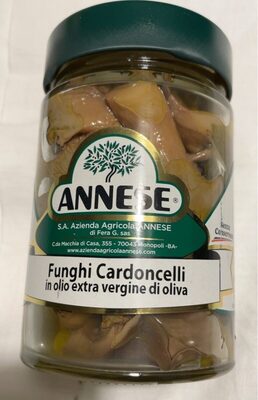 ANNESE
ANNESE®
S.A. Azienda Agricola ANNESE
di Fera G. sas
C.da Macchia di Casa, 355 - 70043 Monopoli -BA-
www.aziendaagricolaannese.com
Funghi Cardoncelli
in olio extra vergine di oliva